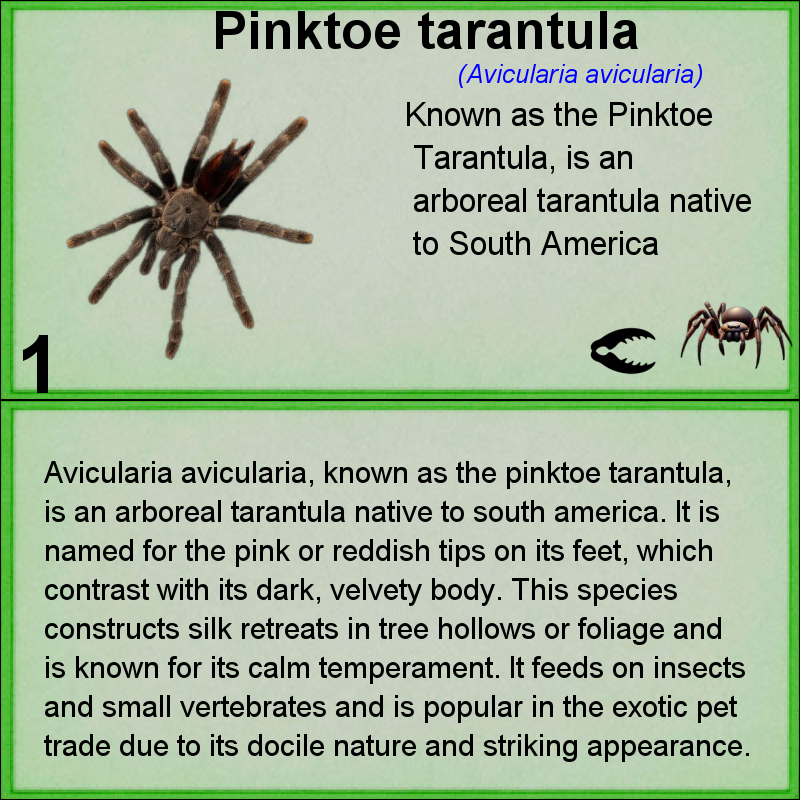 Pinktoe tarantula
(Avicularia avicularia)
Known as the Pinktoe
Tarantula, is an
arboreal tarantula native
to South America
1
Avicularia avicularia, known as the pinktoe tarantula,
is an arboreal tarantula native to south america. It is
named for the pink or reddish tips on its feet, which
contrast with its dark, velvety body. This species
constructs silk retreats in tree hollows or foliage and
is known for its calm temperament. It feeds on insects
and small vertebrates and is popular in the exotic pet
trade due to its docile nature and striking appearance.